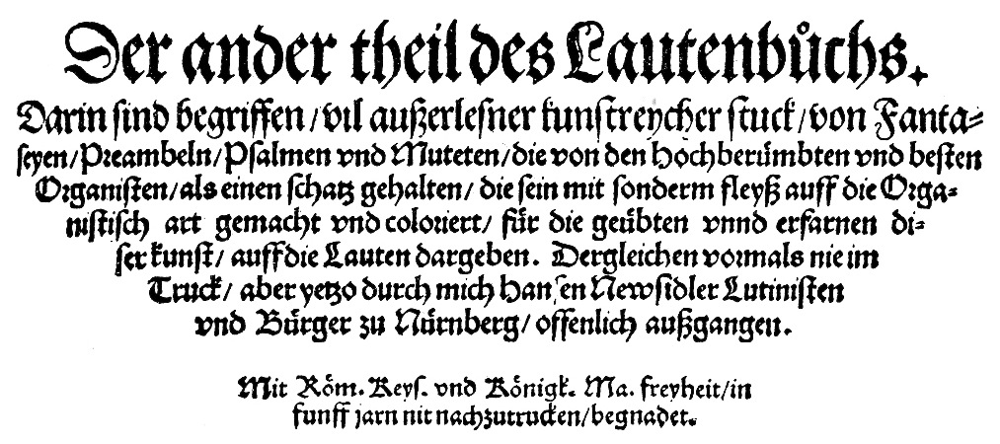 Der ander theil des Lautenbůchs.
Darin sind begriffen/vil außerlesner kunstreycher stuck/von Fanta⸗
seyen/Preambeln/Psalmen vnd Muteten/die von den Hochberümbten vnd besten
Organisten/als einen schatz gehalten/ die sein mit sonderm fleyß auff die Orga⸗
nistisch art gemacht vnd coloriert/ für die geübten vnnd erfarnen di⸗
ser kunst/ auff die Lauten dargeben. Dergleichen vormals nie im
Truck/ aber yetzo durch mich Hansen Newsidler Lutinisten
vnd Bürger zu Nürnberg/ offenlich außgangen.
Mit Röm. Keys. vnd Königk. Ma. freyheit/in
funff jarn nit nachzutrucken/begnadet.